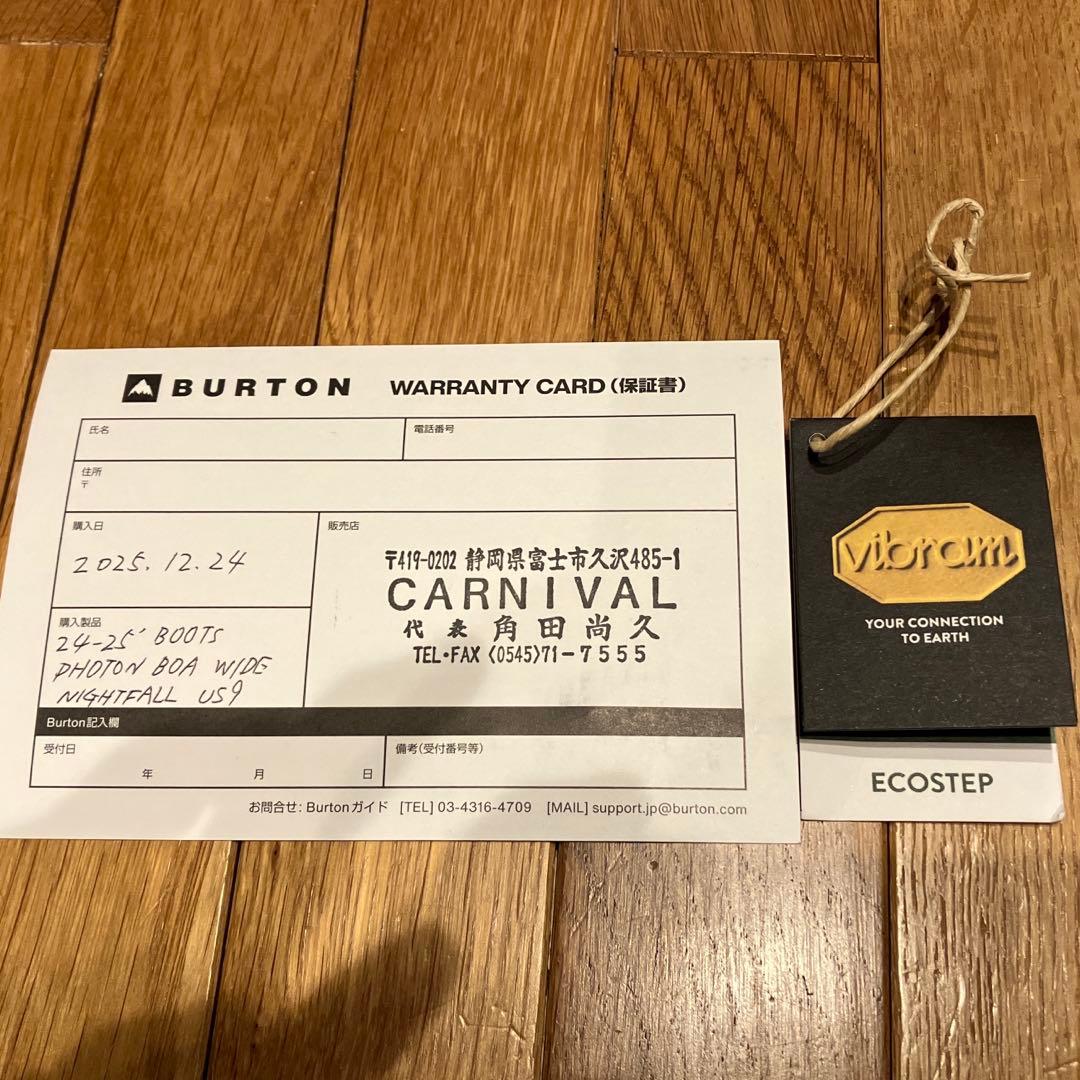 BURTON WARRANTY CARD(保証書)
氏名
電話番号
住所
〒
購入日
2025.12.24
購入製品
24-25' BOOTS
PHOTON BOA WIDE
NIGHTFALL US9
販売店
〒419-0202 静岡県富士市久沢485-1
CARNIVAL
代表 角田尚久
TEL・FAX〈0545〉71-7555
Burton記入欄
受付日
年 月 日
備考(受付番号等)
お問合せ: Burtonガイド [TEL] 03-4316-4709 [MAIL] support.jp@burton.com
vibram
YOUR CONNECTION
TO EARTH
ECOSTEP